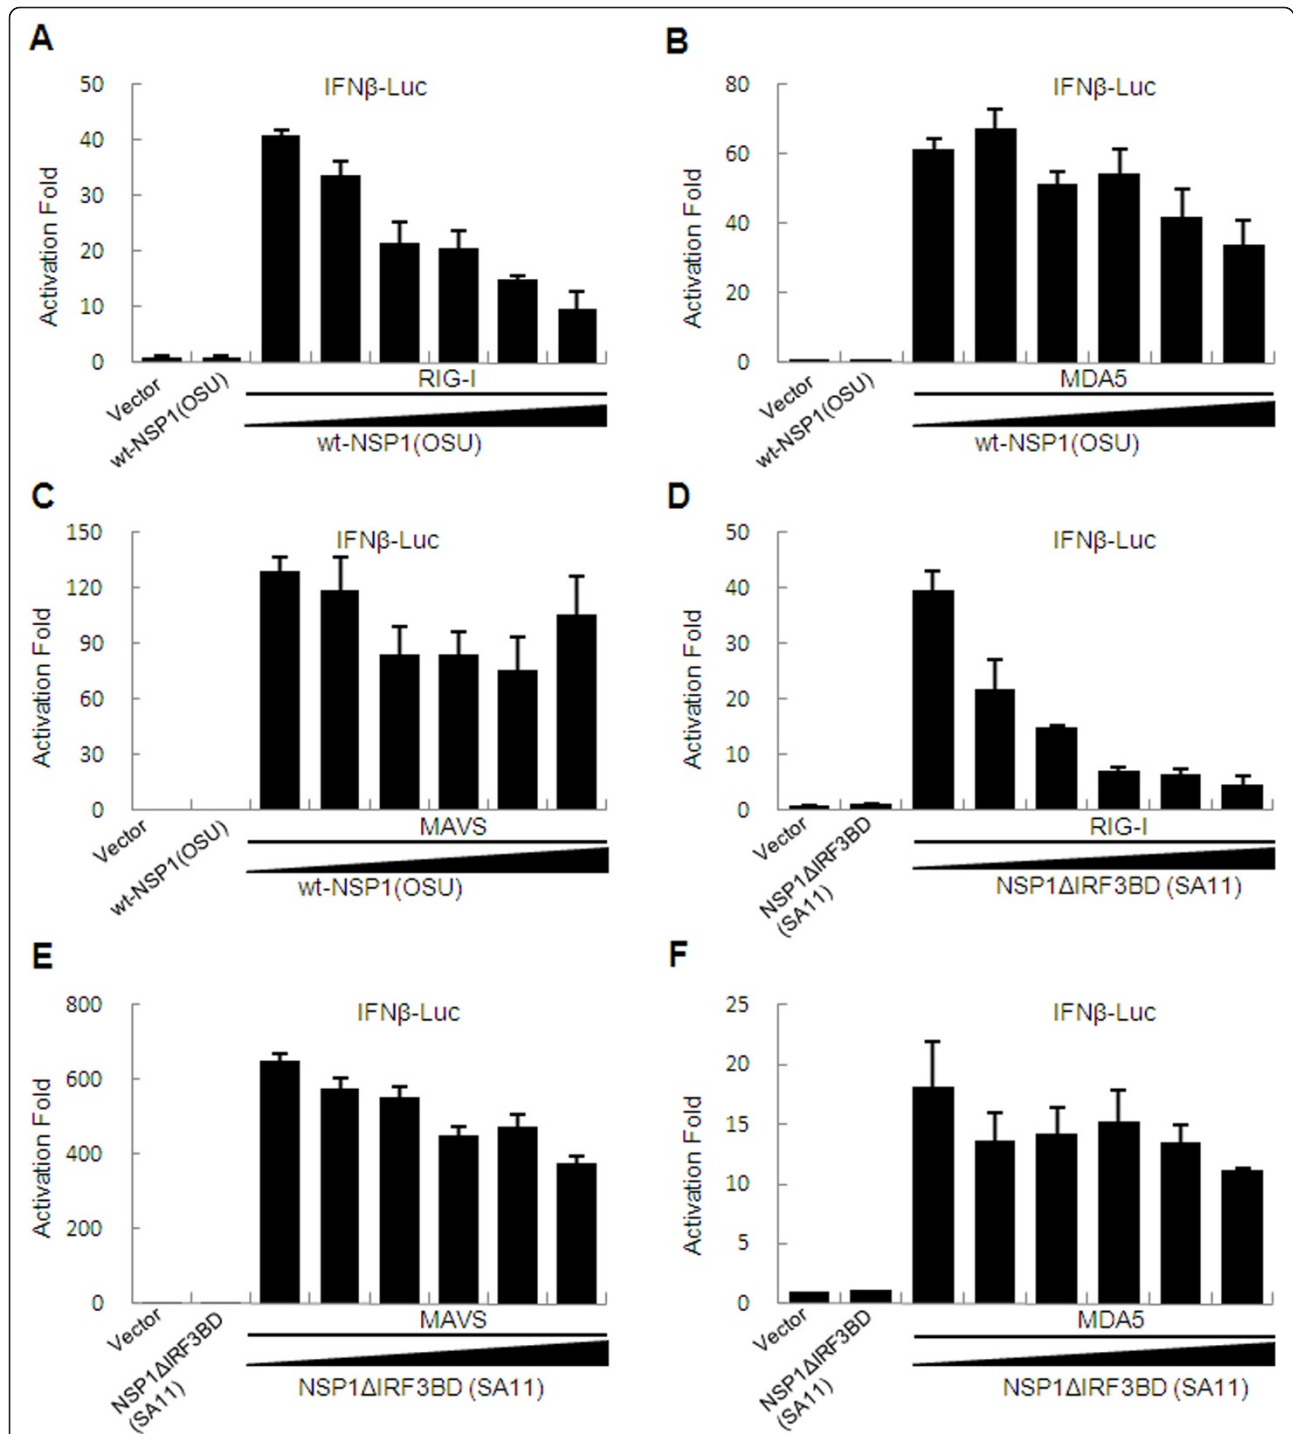 A
IFNβ-Luc
Activation Fold
50
40
30
20
10
0
Vector
wt-NSP1(OSU)
RIG-I
wt-NSP1(OSU)
B
IFNβ-Luc
Activation Fold
80
60
40
20
0
Vector
wt-NSP1(OSU)
MDA5
wt-NSP1(OSU)
C
IFNβ-Luc
Activation Fold
150
120
90
60
30
0
Vector
wt-NSP1(OSU)
MAVS
wt-NSP1(OSU)
D
IFNβ-Luc
Activation Fold
50
40
30
20
10
0
Vector
NSP1ΔIRF3BD
(SA11)
RIG-I
NSP1ΔIRF3BD (SA11)
E
IFNβ-Luc
Activation Fold
800
600
400
200
0
Vector
NSP1ΔIRF3BD
(SA11)
MAVS
NSP1ΔIRF3BD (SA11)
F
IFNβ-Luc
Activation Fold
25
20
15
10
5
0
Vector
NSP1ΔIRF3BD
(SA11)
MDA5
NSP1ΔIRF3BD (SA11)